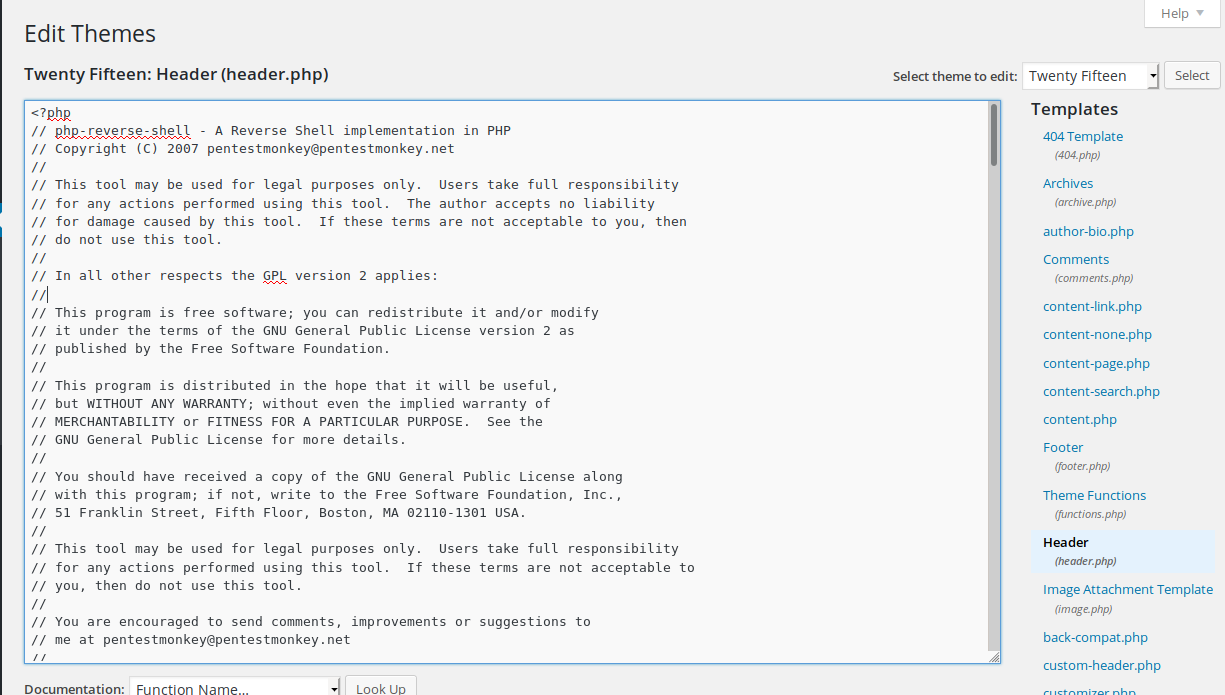 Help
Edit Themes
Twenty Fifteen: Header (header.php)
Select theme to edit: Twenty Fifteen Select
<?php
// php-reverse-shell - A Reverse Shell implementation in PHP
// Copyright (C) 2007 pentestmonkey@pentestmonkey.net
//
// This tool may be used for legal purposes only.  Users take full responsibility
// for any actions performed using this tool.  The author accepts no liability
// for damage caused by this tool.  If these terms are not acceptable to you, then
// do not use this tool.
//
// In all other respects the GPL version 2 applies:
//
// This program is free software; you can redistribute it and/or modify
// it under the terms of the GNU General Public License version 2 as
// published by the Free Software Foundation.
//
// This program is distributed in the hope that it will be useful,
// but WITHOUT ANY WARRANTY; without even the implied warranty of
// MERCHANTABILITY or FITNESS FOR A PARTICULAR PURPOSE.  See the
// GNU General Public License for more details.
//
// You should have received a copy of the GNU General Public License along
// with this program; if not, write to the Free Software Foundation, Inc.,
// 51 Franklin Street, Fifth Floor, Boston, MA 02110-1301 USA.
//
// This tool may be used for legal purposes only.  Users take full responsibility
// for any actions performed using this tool.  If these terms are not acceptable to
// you, then do not use this tool.
//
// You are encouraged to send comments, improvements or suggestions to
// me at pentestmonkey@pentestmonkey.net
//
Templates
404 Template
(404.php)
Archives
(archive.php)
author-bio.php
Comments
(comments.php)
content-link.php
content-none.php
content-page.php
content-search.php
content.php
Footer
(footer.php)
Theme Functions
(functions.php)
Header
(header.php)
Image Attachment Template
(image.php)
back-compat.php
custom-header.php
customizer.php
Documentation: Function Name... Look Up